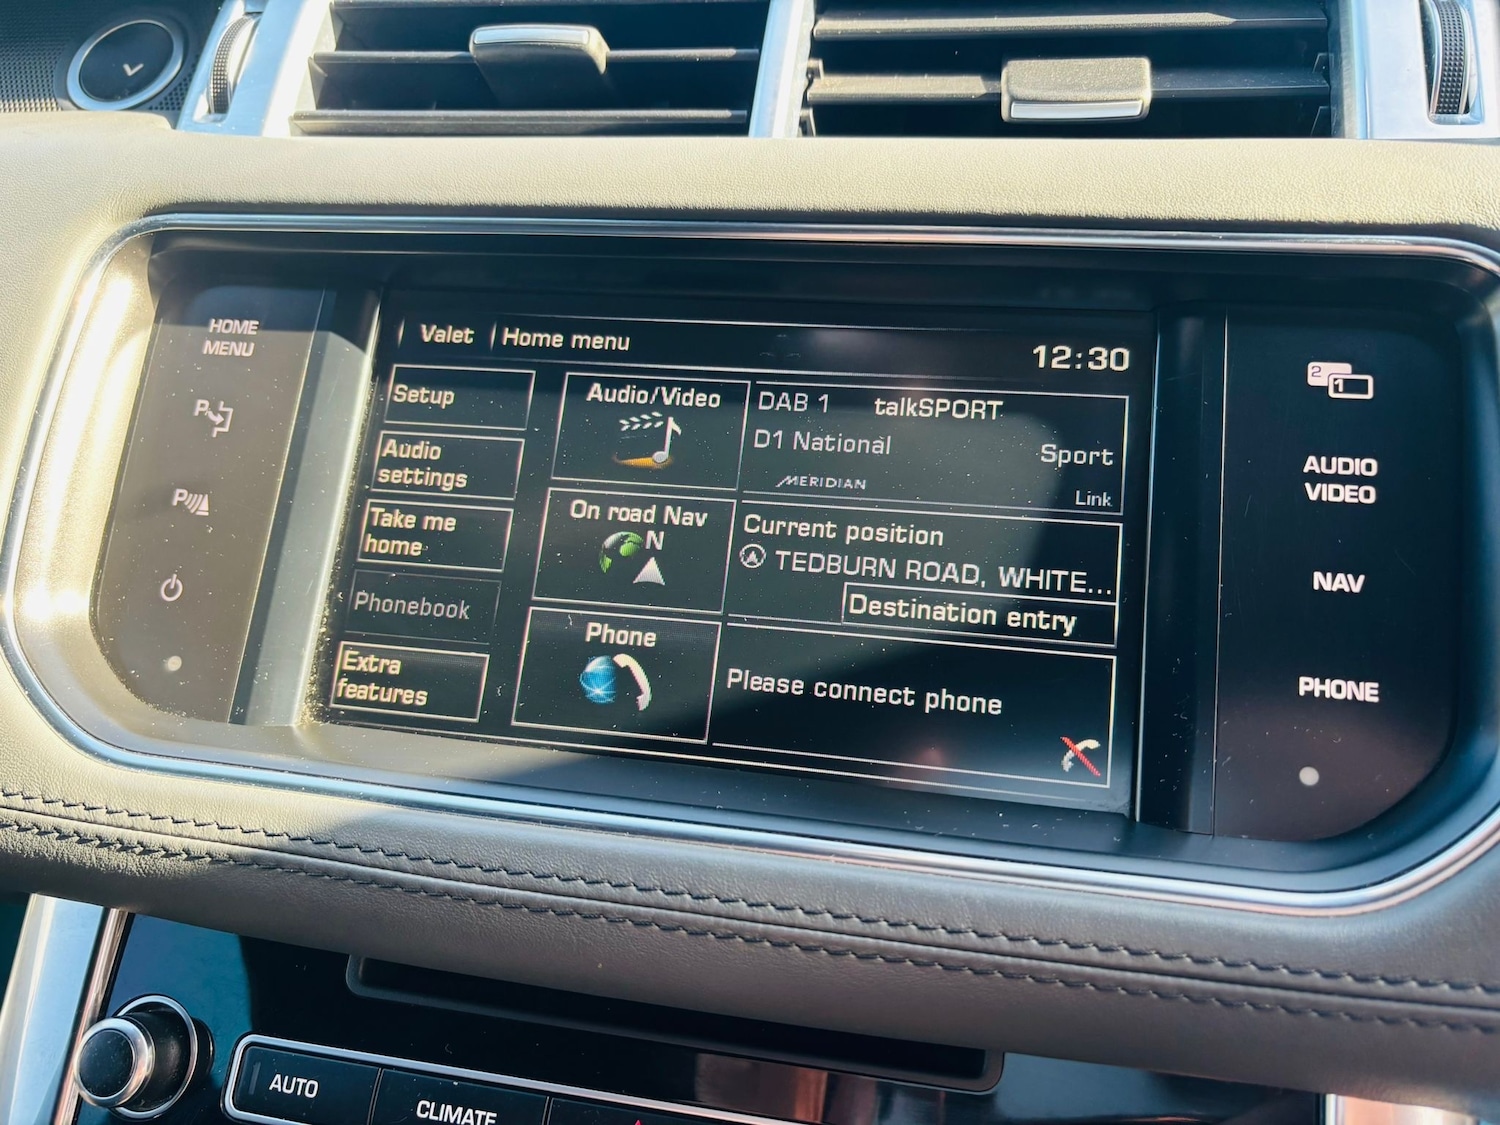 HOME
MENU
P
P
Valet
Home menu
12:30
Setup
Audio
settings
Take me
home
Phonebook
Extra
features
Audio/Video
On road Nav
N
Phone
DAB 1 talkSPORT
D1 National
Sport
MERIDIAN
Link
Current position
TEDBURN ROAD, WHITE...
Destination entry
Please connect phone
2
1
AUDIO
VIDEO
NAV
PHONE
AUTO
CLIMATE